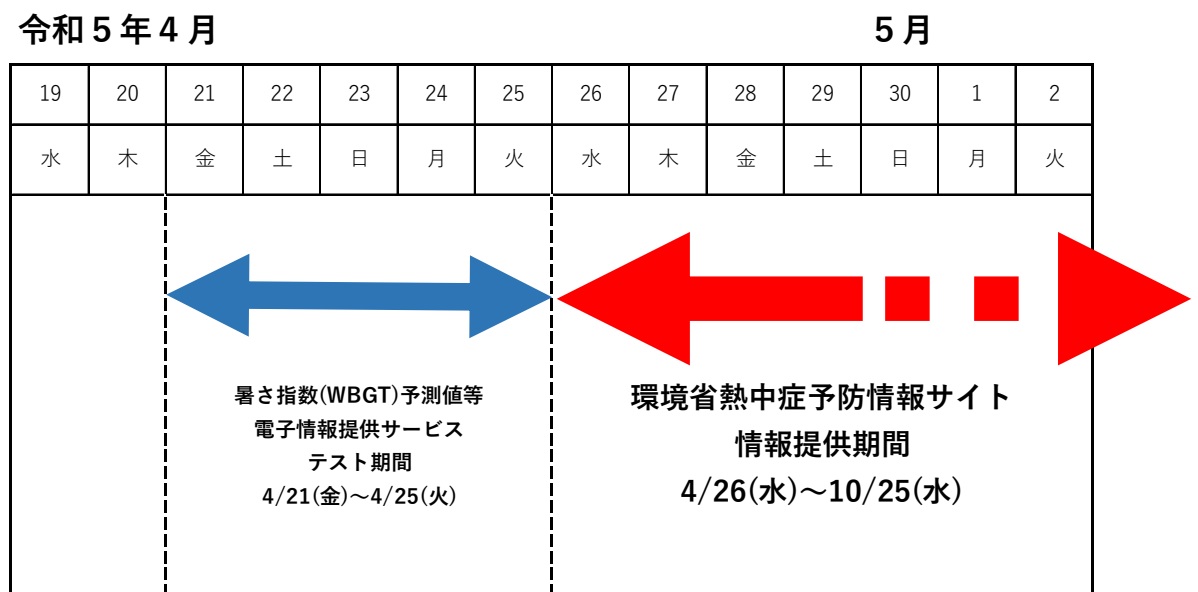 令和5年4月 5月
19 20 21 22 23 24 25 26 27 28 29 30 1 2
水 木 金 土 日 月 火 水 木 金 土 日 月 火
暑さ指数(WBGT)予測値等
電子情報提供サービス
テスト期間
4/21(金)～4/25(火)
環境省熱中症予防情報サイト
情報提供期間
4/26(水)～10/25(水)